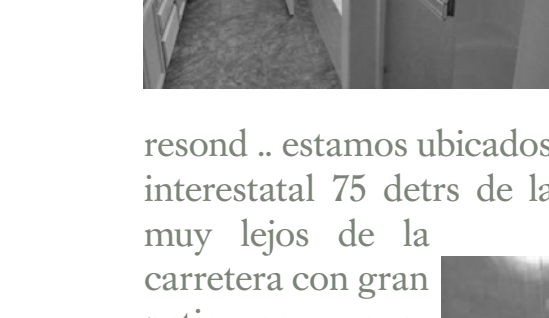 resond .. estamos ubicados
interestatal 75 detrs de la
muy lejos de la
carretera con gran